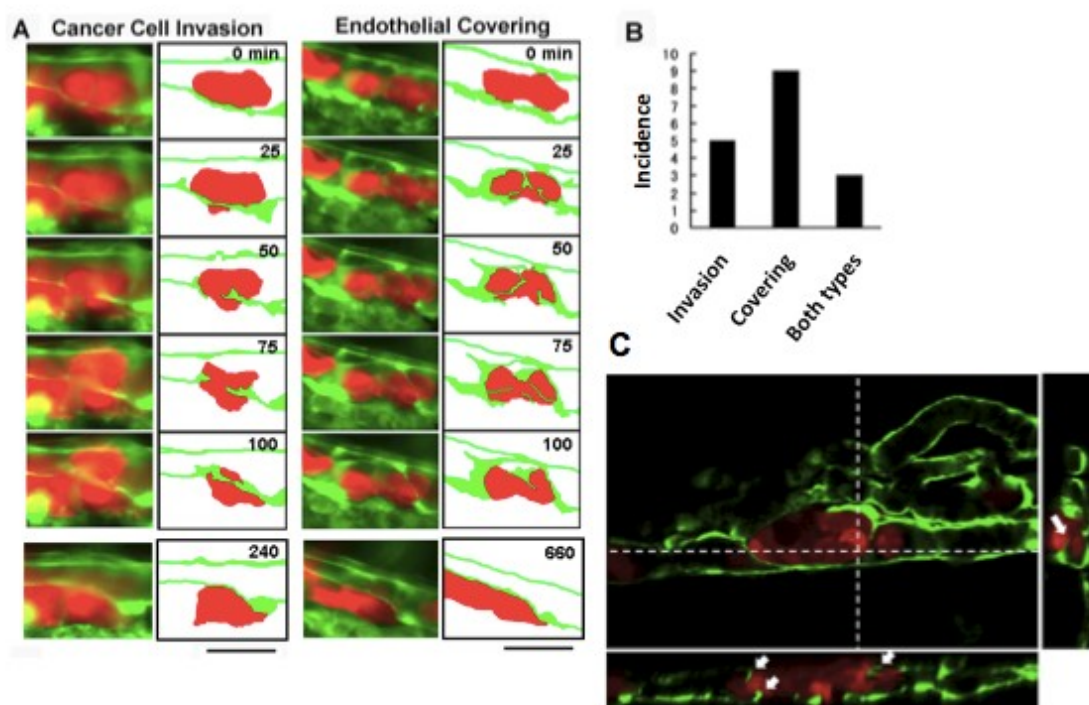 A
Cancer Cell Invasion
Endothelial Covering
0 min
0 min
25
25
50
50
75
75
100
100
240
660
B
Incidence
10
9
8
7
6
5
4
3
2
1
0
Invasion
Covering
Both types
C